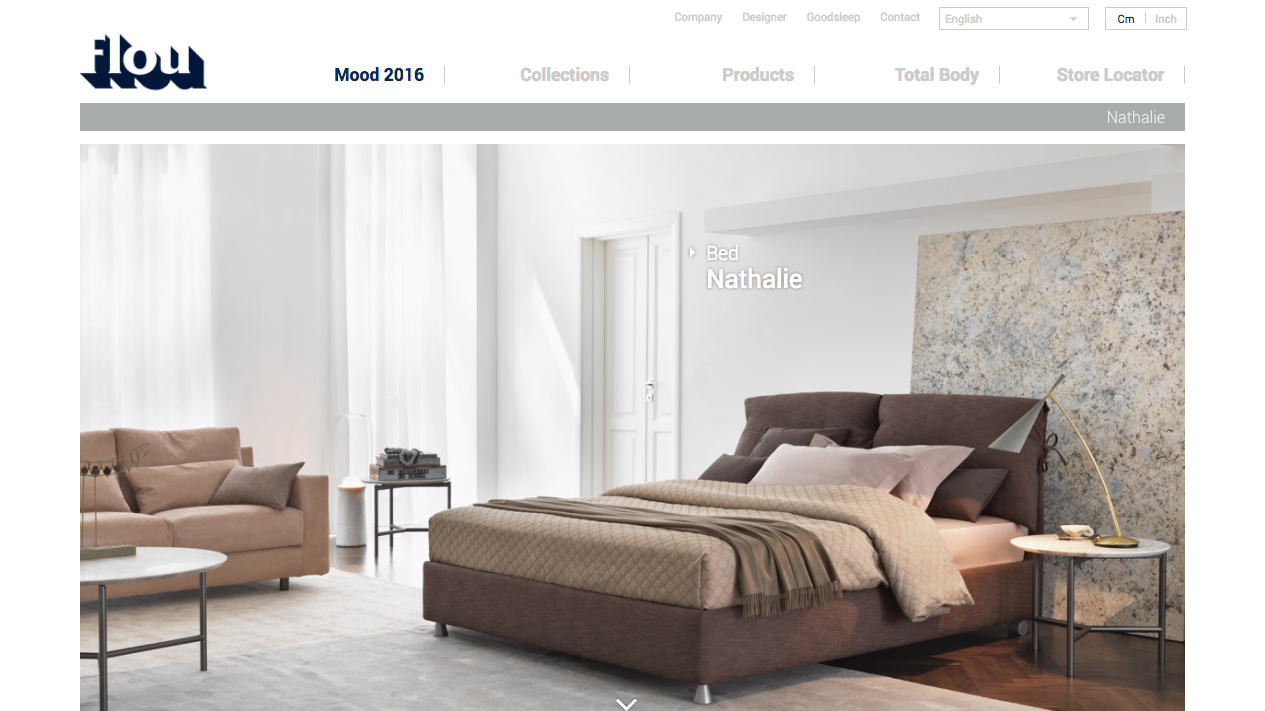 Company Designer Goodsleep Contact English Cm Inch
flou
Mood 2016 Collections Products Total Body Store Locator
Nathalie
Bed
Nathalie